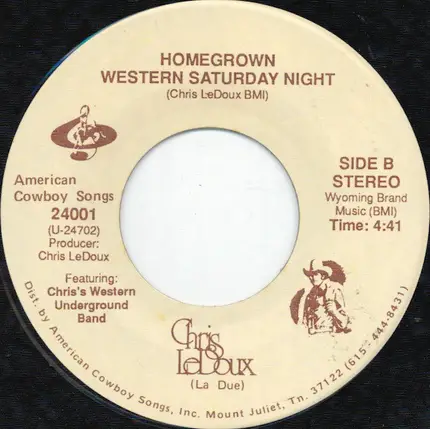 HOMEGROWN
WESTERN SATURDAY NIGHT
(Chris LeDoux BMI)
American
Cowboy Songs
24001
(U-24702)
Producer:
Chris LeDoux
Featuring:
Chris's Western
Underground
Band
SIDE B
STEREO
Wyoming Brand
Music (BMI)
Time: 4:41
Chris
LeDoux
(La Due)
Dist. by American Cowboy Songs, Inc. Mount Juliet, Tn. 37122 (615-444-8431)